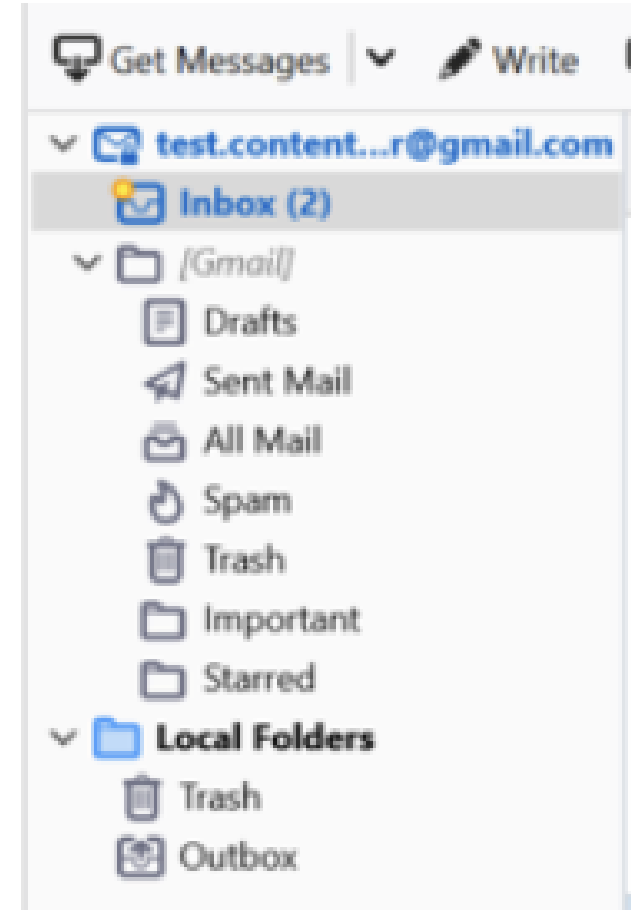 Get Messages Write
test.content...r@gmail.com
Inbox (2)
[Gmail]
Drafts
Sent Mail
All Mail
Spam
Trash
Important
Starred
Local Folders
Trash
Outbox